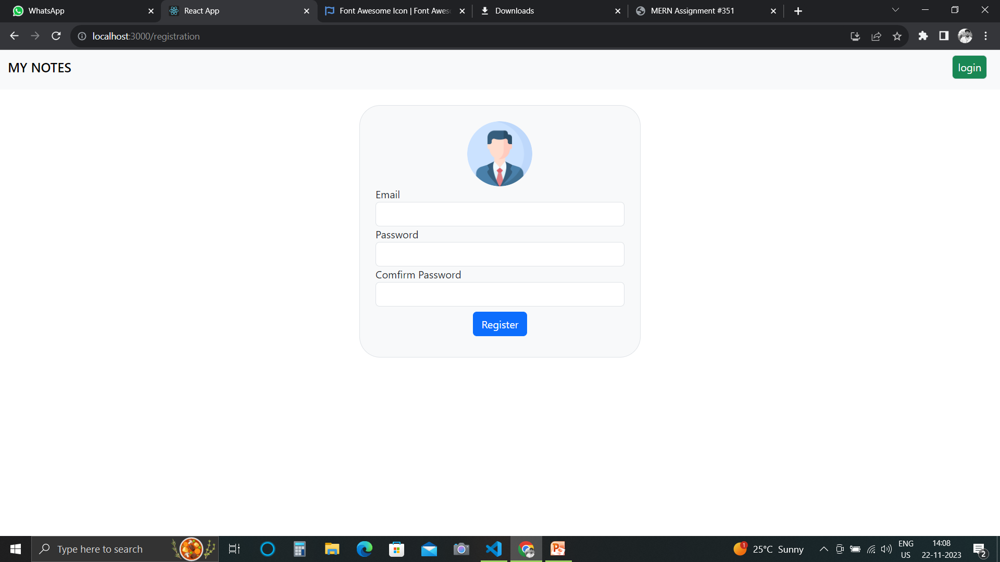 WhatsApp
React App
Font Awesome Icon | Font Awes
Downloads
MERN Assignment #351
localhost:3000/registration
MY NOTES
login
Email
Password
Comfirm Password
Register
Type here to search
1
25°C Sunny
ENG
US
14:08
22-11-2023
2